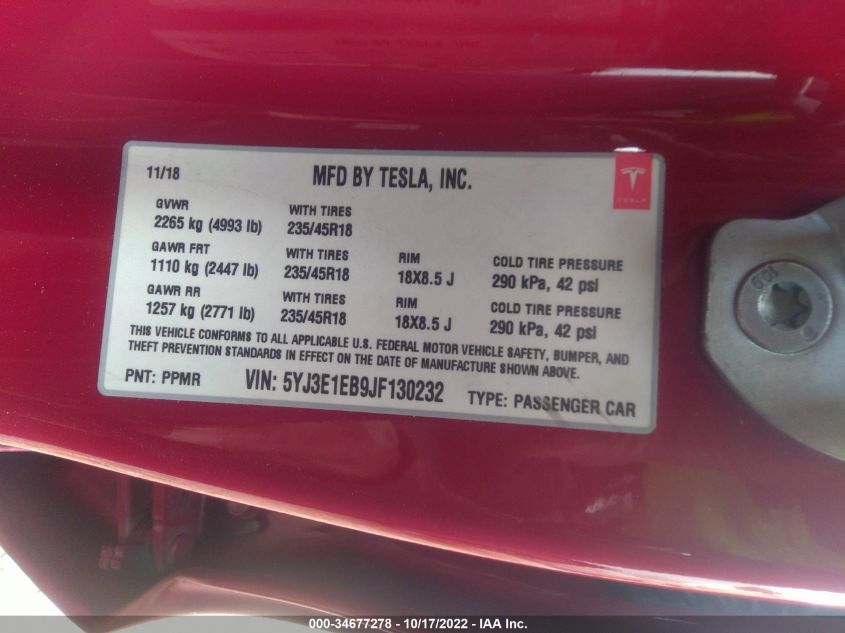 11/18 MFD BY TESLA, INC.
TESLA
GVWR WITH TIRES
2265 kg (4993 lb) 235/45R18
GAWR FRT WITH TIRES RIM COLD TIRE PRESSURE
1110 kg (2447 lb) 235/45R18 18X8.5 J 290 kPa, 42 psi
GAWR RR WITH TIRES RIM COLD TIRE PRESSURE
1257 kg (2771 lb) 235/45R18 18X8.5 J 290 kPa, 42 psi
THIS VEHICLE CONFORMS TO ALL APPLICABLE U.S. FEDERAL MOTOR VEHICLE SAFETY, BUMPER, AND
THEFT PREVENTION STANDARDS IN EFFECT ON THE DATE OF MANUFACTURE SHOWN ABOVE.
PNT: PPMR VIN: 5YJ3E1EB9JF130232 TYPE: PASSENGER CAR
000-34677278 - 10/17/2022 - IAA Inc.